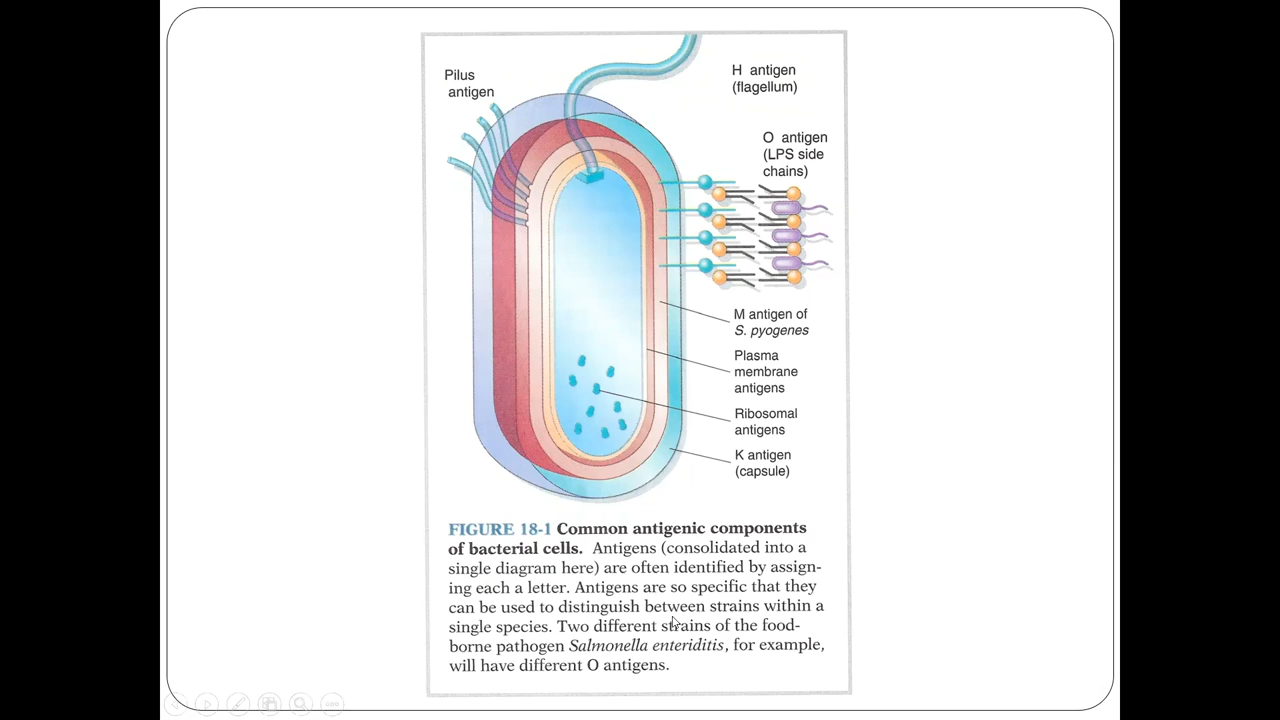 Pilus
antigen
H antigen
(flagellum)
O antigen
(LPS side
chains)
M antigen of
S. pyogenes
Plasma
membrane
antigens
Ribosomal
antigens
K antigen
(capsule)
FIGURE 18-1 Common antigenic components
of bacterial cells. Antigens (consolidated into a
single diagram here) are often identified by assign-
ing each a letter. Antigens are so specific that they
can be used to distinguish between strains within a
single species. Two different strains of the food-
borne pathogen Salmonella enteriditis, for example,
will have different O antigens.